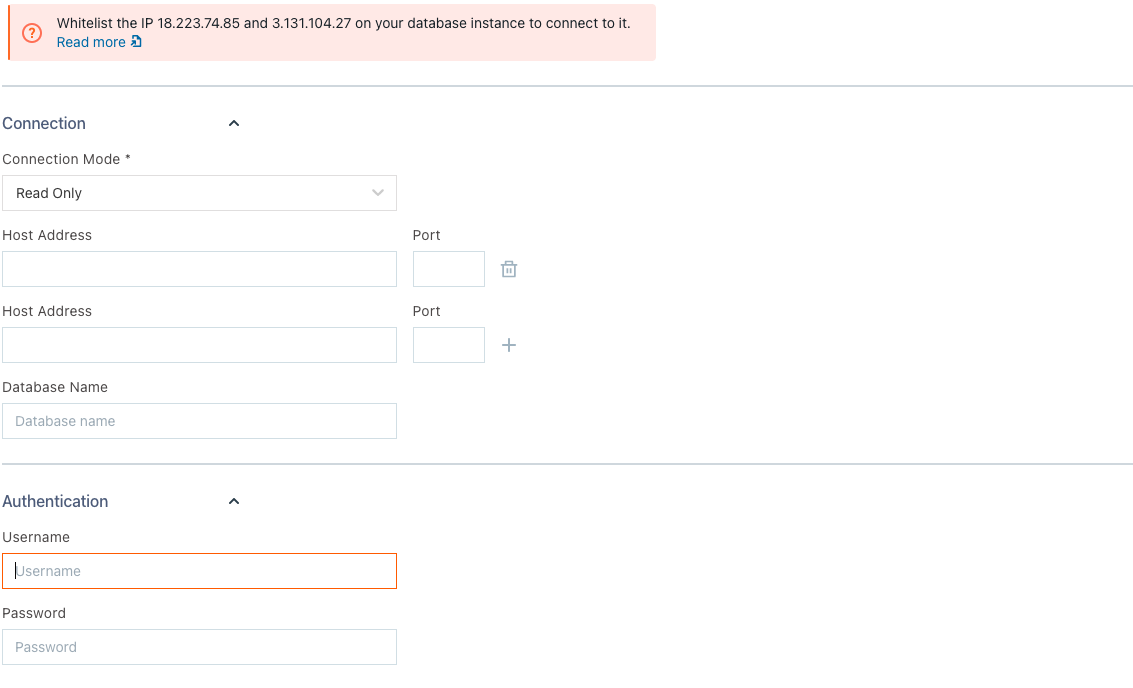 Whitelist the IP 18.223.74.85 and 3.131.104.27 on your database instance to connect to it.
Read more
Connection
Connection Mode *
Read Only
Host Address Port
Host Address Port
Database Name
Database name
Authentication
Username
Username
Password
Password